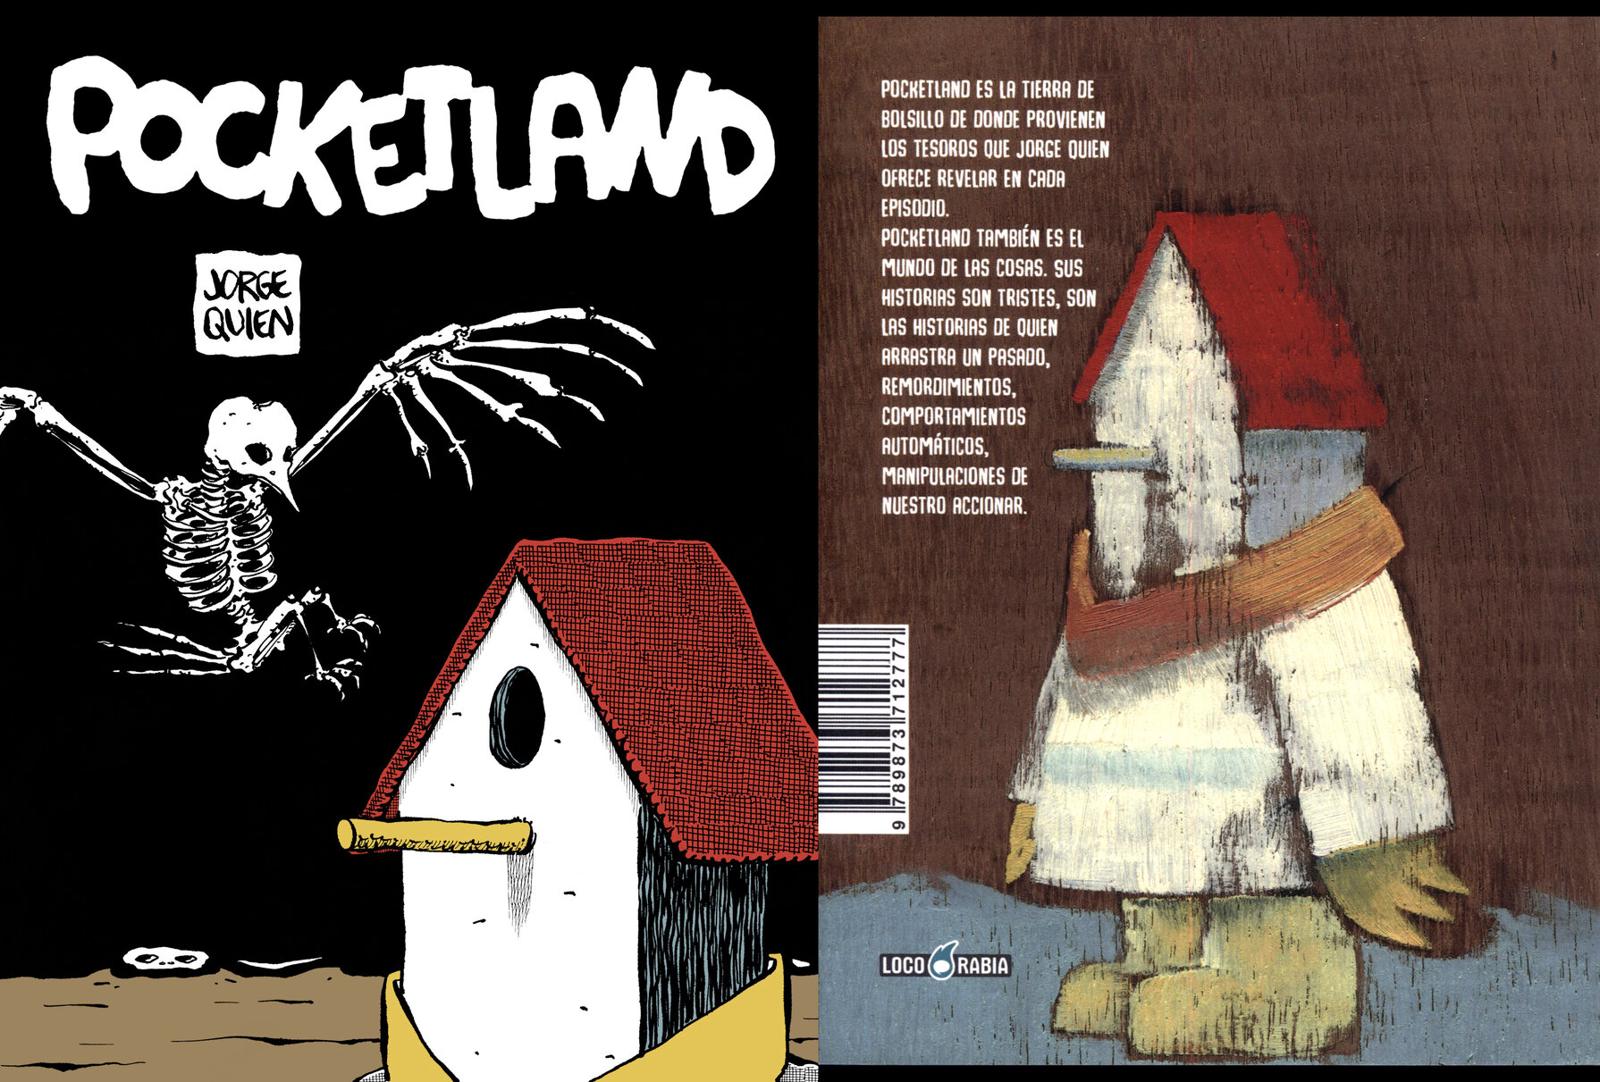 POCKETLAND
JORGE
QUIEN
POCKETLAND ES LA TIERRA DE
BOLSILLO DE DONDE PROVIENEN
LOS TESOROS QUE JORGE QUIEN
OFRECE REVELAR EN CADA
EPISODIO.
POCKETLAND TAMBIÉN ES EL
MUNDO DE LAS COSAS. SUS
HISTORIAS SON TRISTES, SON
LAS HISTORIAS DE QUIEN
ARRASTRA UN PASADO,
REMORDIMIENTOS,
COMPORTAMIENTOS
AUTOMÁTICOS,
MANIPULACIONES DE
NUESTRO ACCIONAR.
9 789873 712777
LOCO RABIA